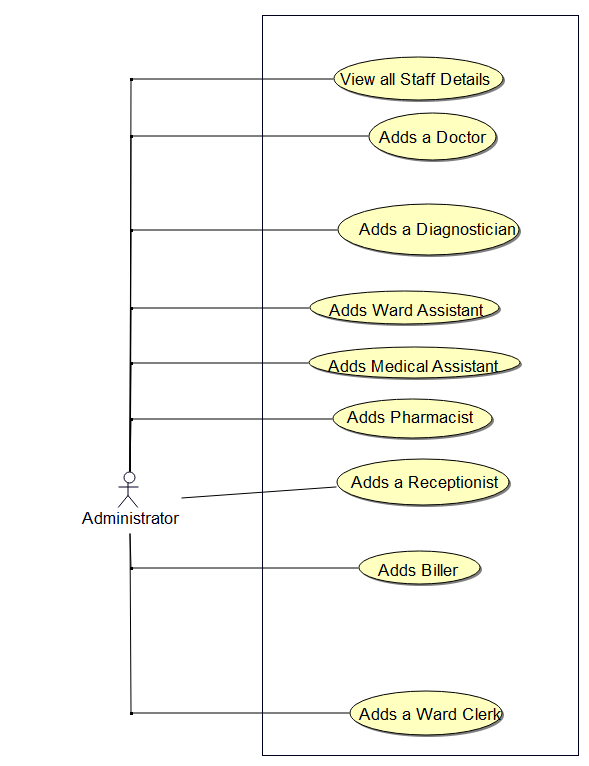 View all Staff Details
Adds a Doctor
Adds a Diagnostician
Adds Ward Assistant
Adds Medical Assistant
Adds Pharmacist
Adds a Receptionist
Administrator
Adds Biller
Adds a Ward Clerk